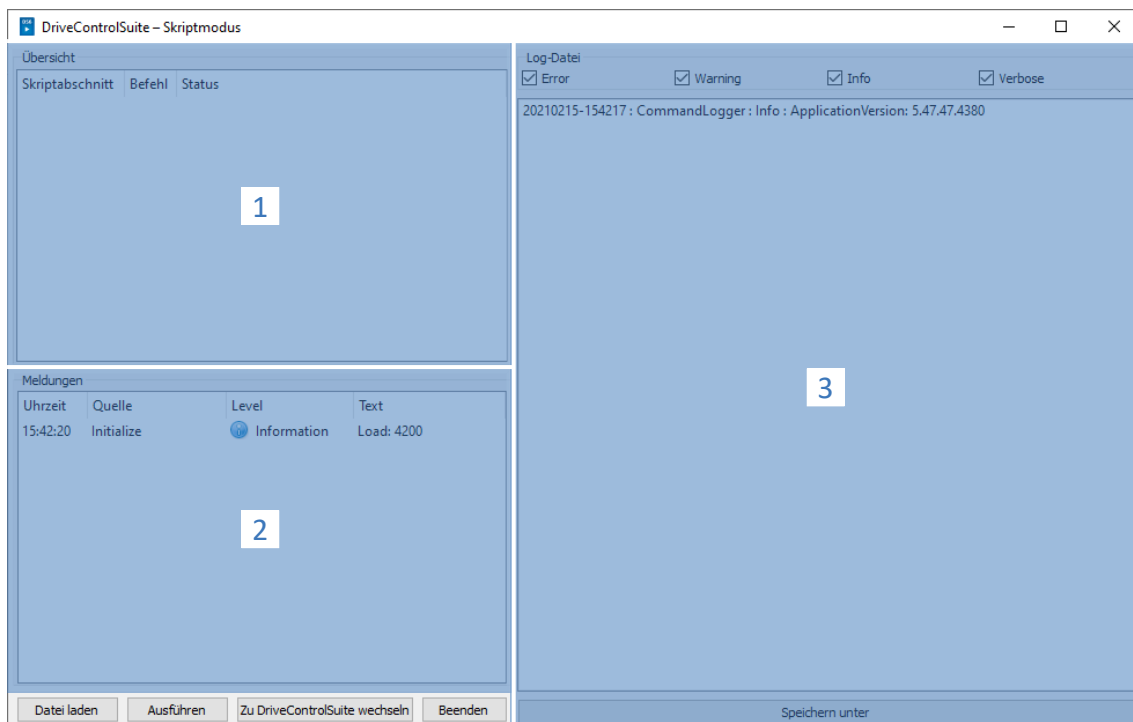 DriveControlSuite – Skriptmodus
Übersicht
Skriptabschnitt Befehl Status
1
Meldungen
Uhrzeit Quelle Level Text
15:42:20 Initialize Information Load: 4200
2
Datei laden Ausführen Zu DriveControlSuite wechseln Beenden
Log-Datei
Error Warning Info Verbose
20210215-154217 : CommandLogger : Info : ApplicationVersion: 5.47.47.4380
3
Speichern unter